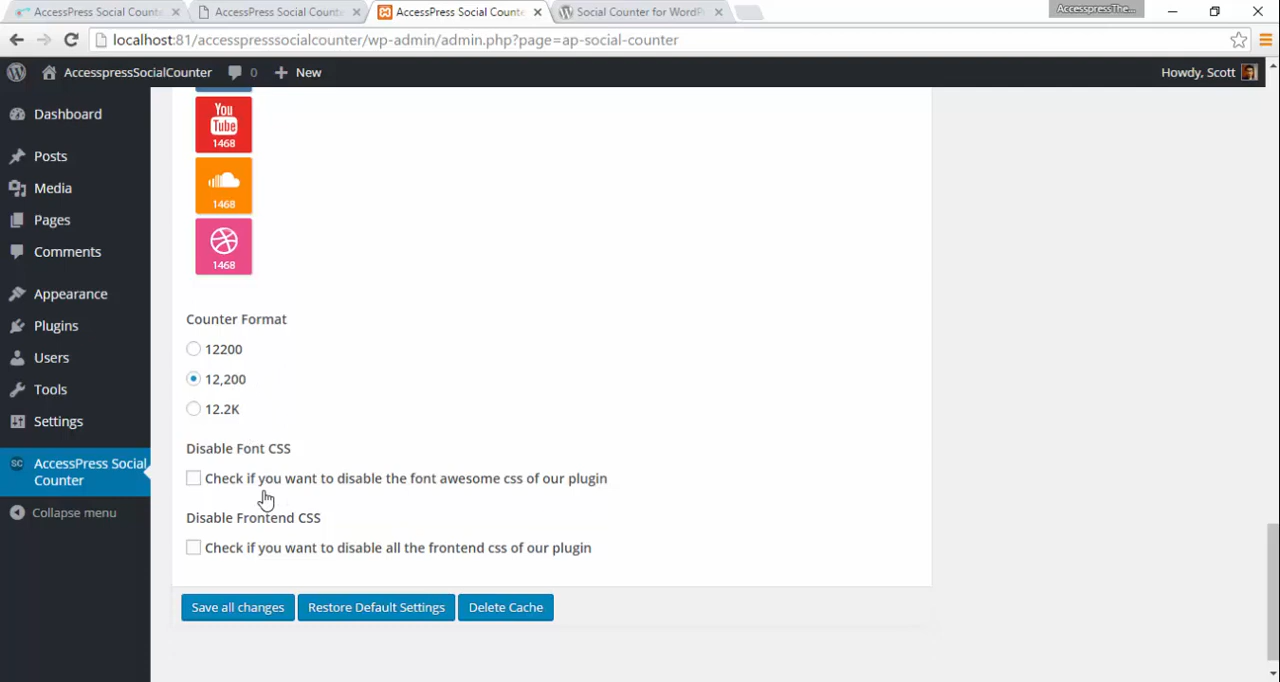 AccessPress Social Count
AccessPress Social Count
AccessPress Social Counte
Social Counter for WordP
AccesspressThe...
localhost:81/accesspresssocialcounter/wp-admin/admin.php?page=ap-social-counter
AccesspressSocialCounter
0
New
Howdy, Scott
Dashboard
Posts
Media
Pages
Comments
Appearance
Plugins
Users
Tools
Settings
SC
AccessPress Social
Counter
Collapse menu
You
Tube
1468
1468
1468
Counter Format
12200
12,200
12.2K
Disable Font CSS
Check if you want to disable the font awesome css of our plugin
Disable Frontend CSS
Check if you want to disable all the frontend css of our plugin
Save all changes
Restore Default Settings
Delete Cache